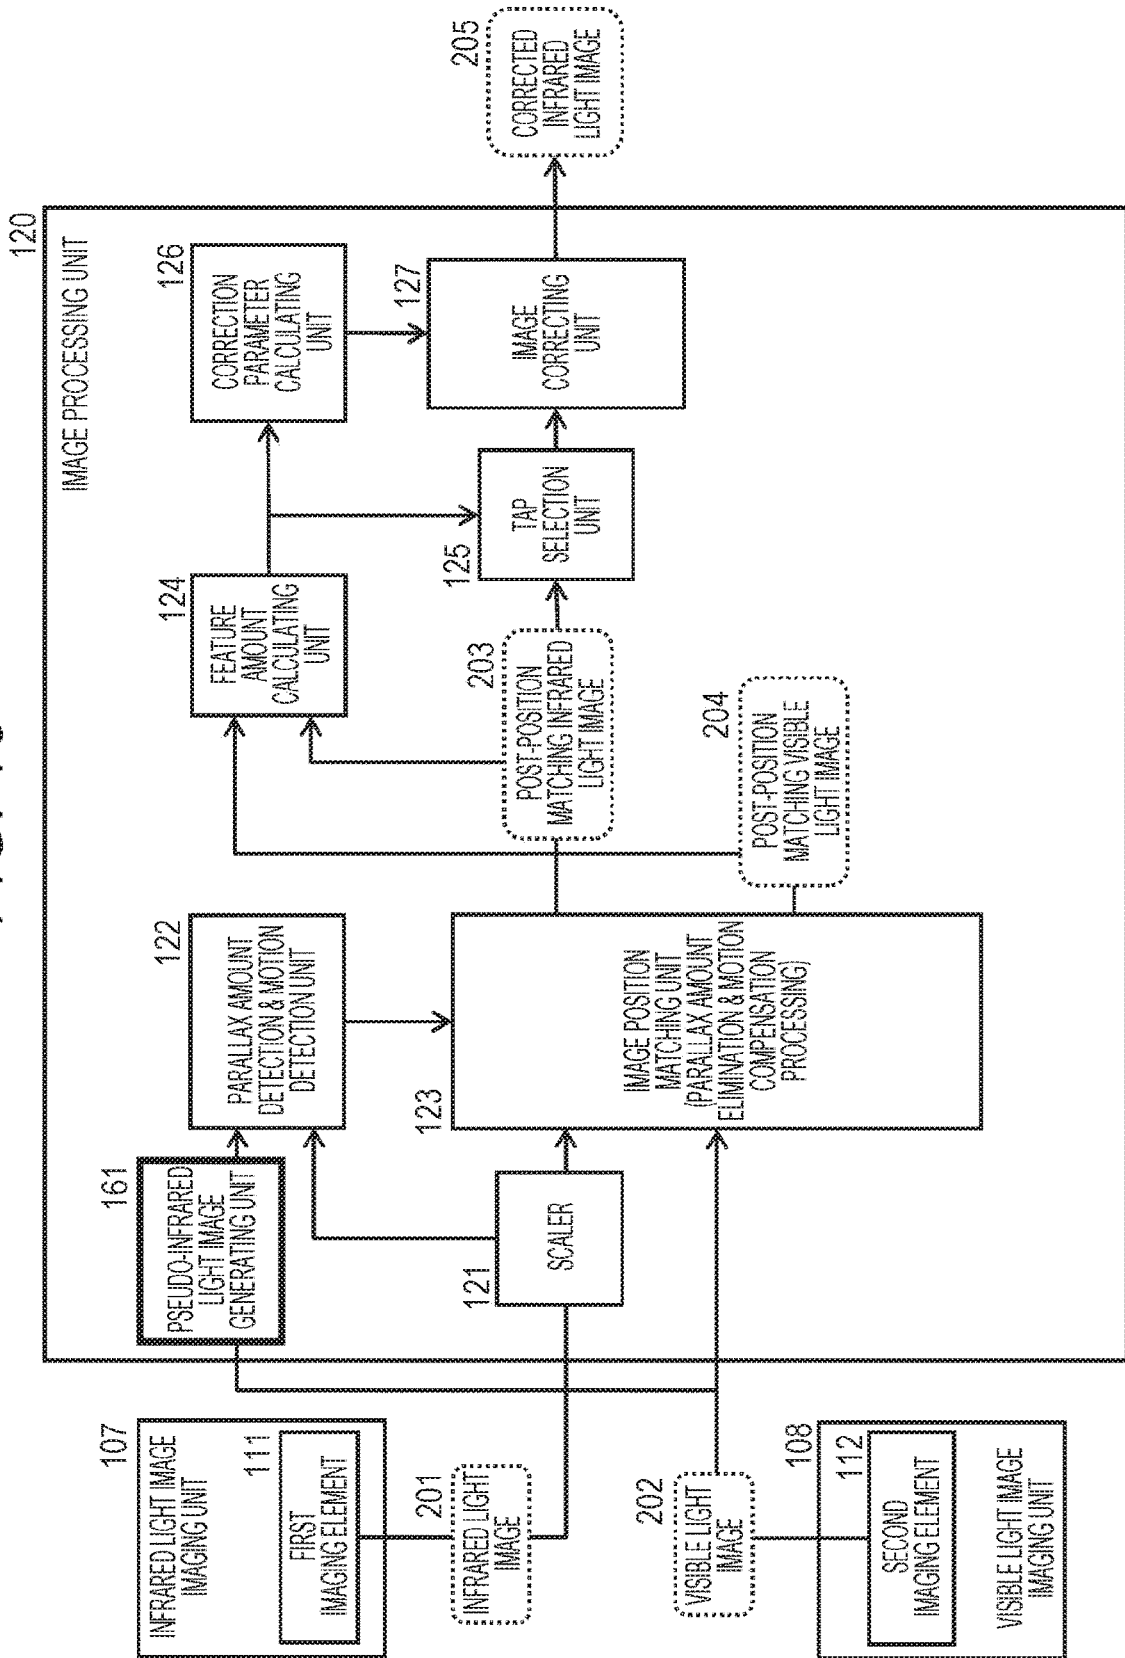 120
IMAGE PROCESSING UNIT
107
INFRARED LIGHT IMAGE
IMAGING UNIT
111
FIRST
IMAGING ELEMENT
201
INFRARED LIGHT
IMAGE
202
VISIBLE LIGHT
IMAGE
108
112
SECOND
IMAGING ELEMENT
VISIBLE LIGHT IMAGE
IMAGING UNIT
161
PSEUDO-INFRARED
LIGHT IMAGE
GENERATING UNIT
121
SCALER
122
PARALLAX AMOUNT
DETECTION & MOTION
DETECTION UNIT
123
IMAGE POSITION
MATCHING UNIT
(PARALLAX AMOUNT
ELIMINATION & MOTION
COMPENSATION
PROCESSING)
203
POST-POSITION
MATCHING INFRARED
LIGHT IMAGE
204
POST-POSITION
MATCHING VISIBLE
LIGHT IMAGE
124
FEATURE
AMOUNT
CALCULATING
UNIT
125
TAP
SELECTION
UNIT
126
CORRECTION
PARAMETER
CALCULATING
UNIT
127
IMAGE
CORRECTING
UNIT
205
CORRECTED
INFRARED
LIGHT IMAGE